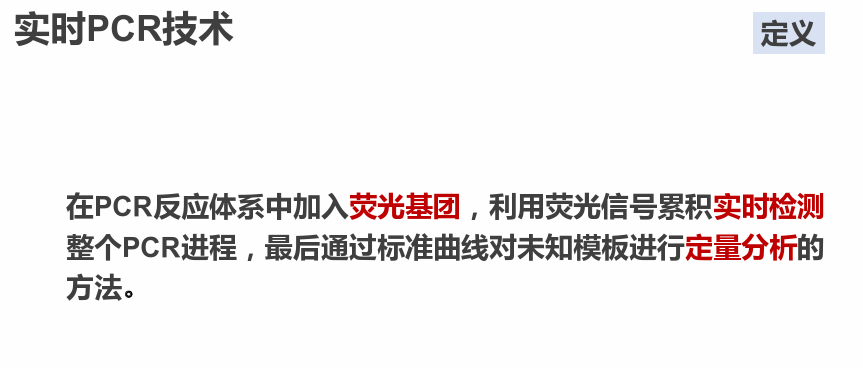 实时PCR技术
定义
在PCR反应体系中加入荧光基团，利用荧光信号累积实时检测
整个PCR进程，最后通过标准曲线对未知模板进行定量分析的
方法。